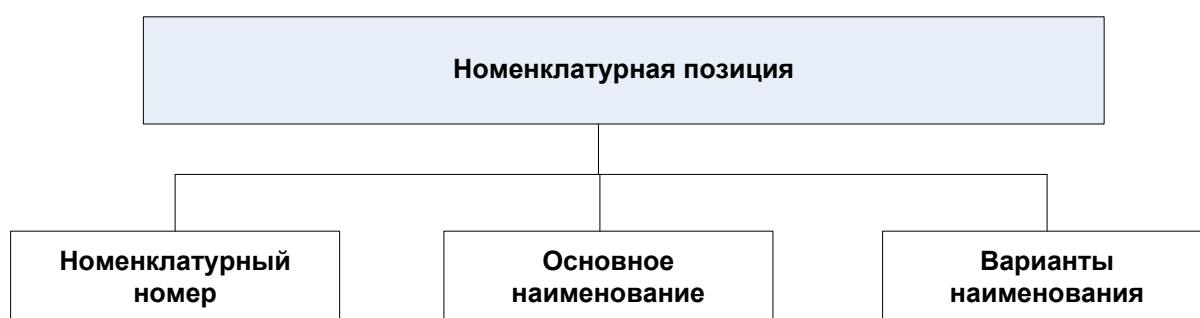 Номенклатурная позиция
Номенклатурный
номер
Основное
наименование
Варианты
наименования